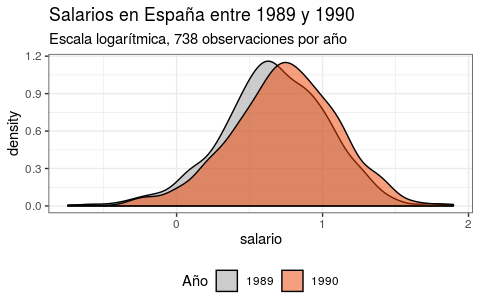 Salarios en España entre 1989 y 1990
Escala logarítmica, 738 observaciones por año
1.2
0.9
0.6
0.3
0.0
density
0 1 2
salario
Año 1989 1990